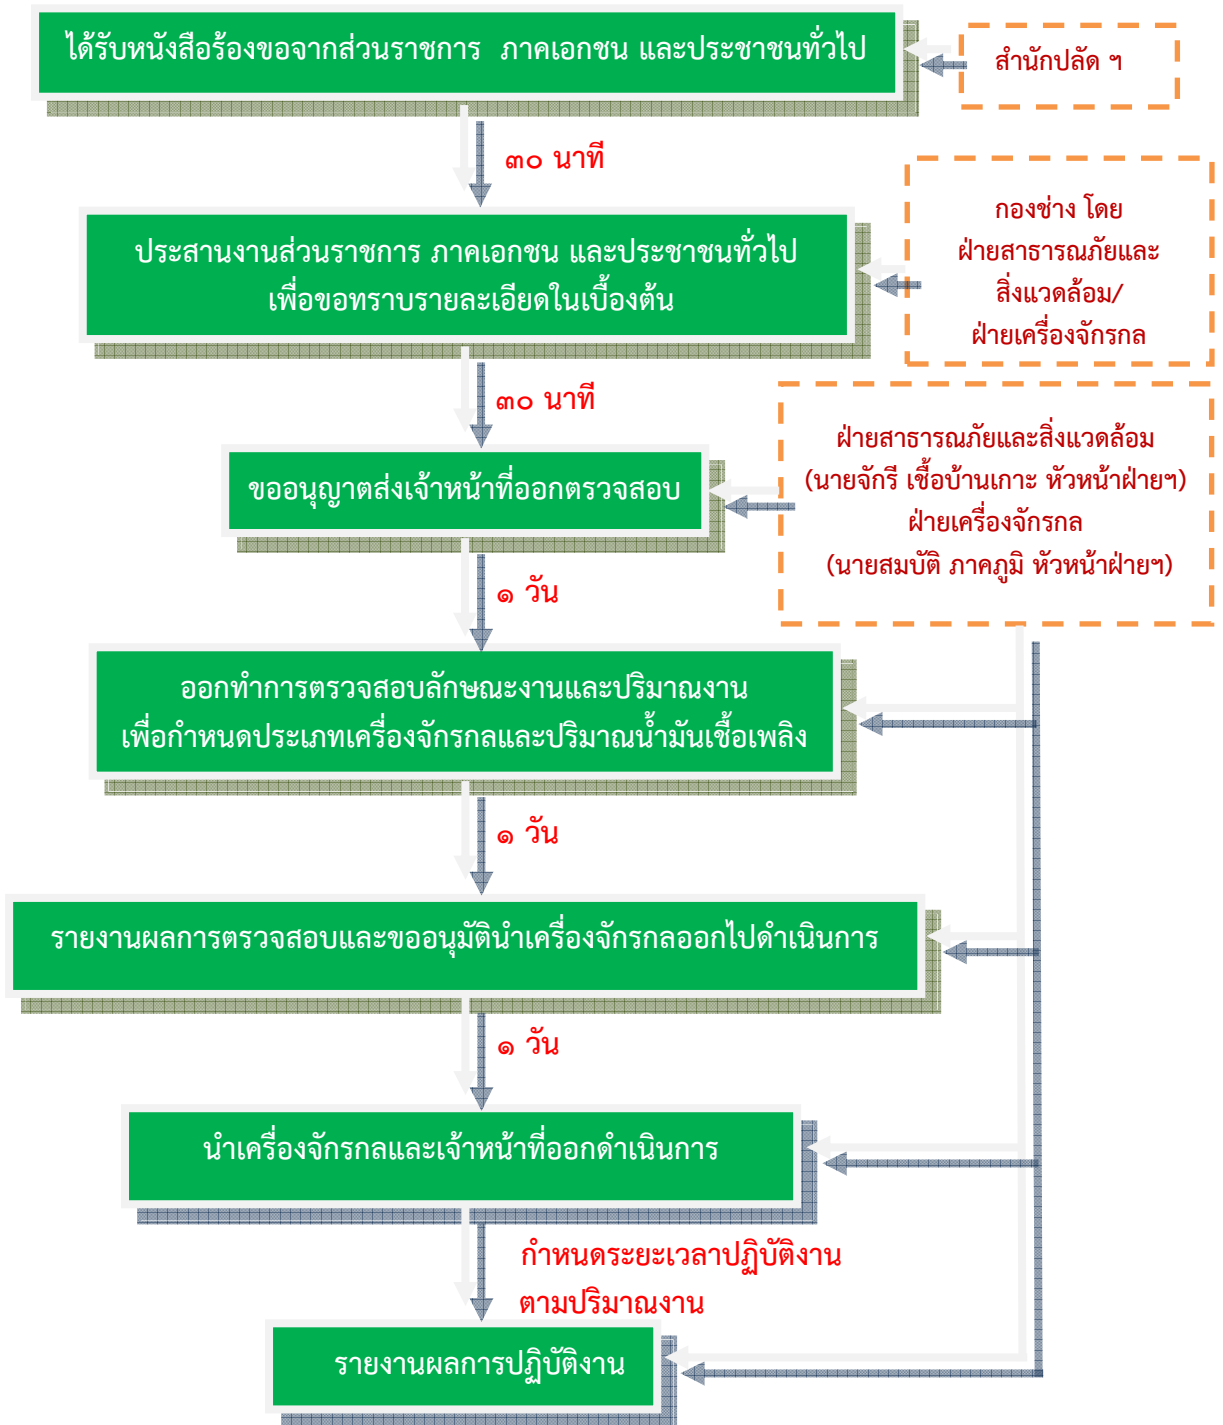 ได้รับหนังสือร้องขอจากส่วนราชการ ภาคเอกชน และประชาชนทั่วไป
สำนักปลัด ฯ
๓๐ นาที
ประสานงานส่วนราชการ ภาคเอกชน และประชาชนทั่วไป
เพื่อขอทราบรายละเอียดในเบื้องต้น
กองช่าง โดย
ฝ่ายสาธารณภัยและ
สิ่งแวดล้อม/
ฝ่ายเครื่องจักรกล
๓๐ นาที
ขออนุญาตส่งเจ้าหน้าที่ออกตรวจสอบ
ฝ่ายสาธารณภัยและสิ่งแวดล้อม
(นายจักรี เชื้อบ้านเกาะ หัวหน้าฝ่ายฯ)
ฝ่ายเครื่องจักรกล
(นายสมบัติ ภาคภูมิ หัวหน้าฝ่ายฯ)
๑ วัน
ออกทำการตรวจสอบลักษณะงานและปริมาณงาน
เพื่อกำหนดประเภทเครื่องจักรกลและปริมาณน้ำมันเชื้อเพลิง
๑ วัน
รายงานผลการตรวจสอบและขออนุมัตินำเครื่องจักรกลออกไปดำเนินการ
๑ วัน
นำเครื่องจักรกลและเจ้าหน้าที่ออกดำเนินการ
กำหนดระยะเวลาปฏิบัติงาน
ตามปริมาณงาน
รายงานผลการปฏิบัติงาน